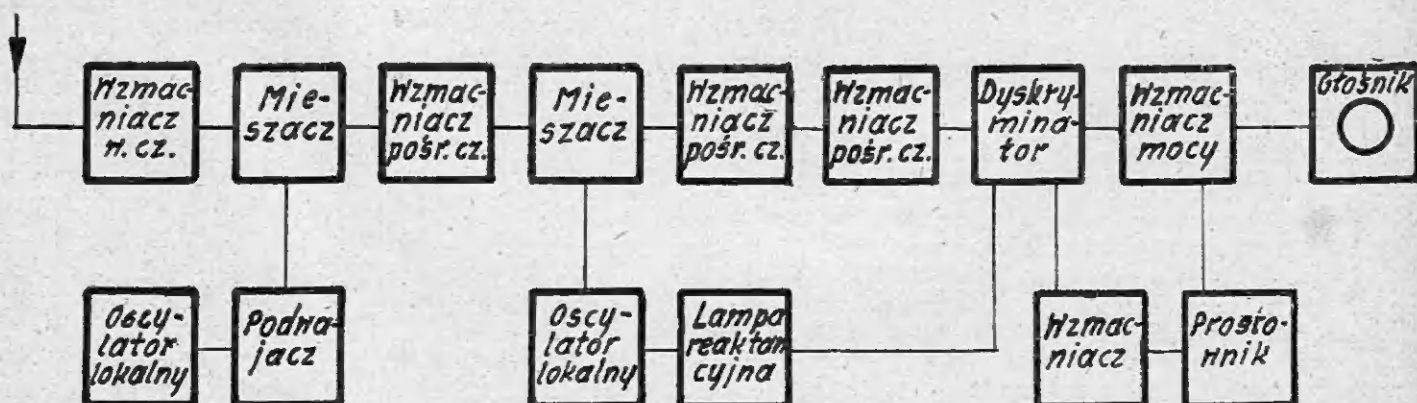 Wzmac-
niacz
w. cz.
Mie-
szacz
Wzmac-
niacz
pośr. cz.
Mie-
szacz
Wzmac-
niacz
pośr. cz.
Wzmac-
niacz
pośr. cz.
Dyskry-
mina-
tor
Wzmac-
niacz
mocy
Głośnik
Oscy-
lator
lokalny
Podwa-
jacz
Oscy-
lator
lokalny
Lampa
reaktan
cyjna
Wzmac-
niacz
Prosto-
wnik